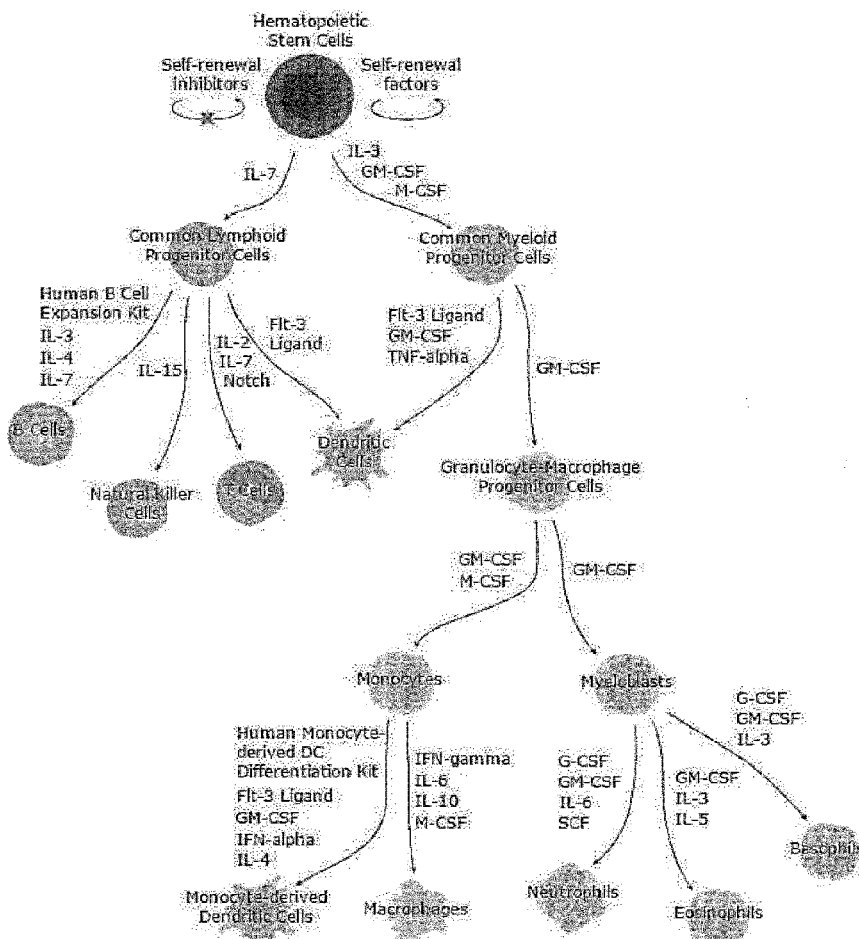 Hematopoietic
Stem Cells
Self-renewal
inhibitors
Self-renewal
factors
IL-7
IL-3
GM-CSF
M-CSF
Common Lymphoid
Progenitor Cells
Common Myeloid
Progenitor Cells
Human B Cell
Expansion Kit
IL-3
IL-4
IL-7
IL-15
IL-2
IL-7
Notch
Flt-3
Ligand
Flt-3 Ligand
GM-CSF
TNF-alpha
GM-CSF
B Cells
Natural Killer
Cells
T Cells
Dendritic
Cells
Granulocyte-Macrophage
Progenitor Cells
GM-CSF
M-CSF
GM-CSF
Monocytes
Myeloblasts
Human Monocyte-
derived DC
Differentiation Kit
Flt-3 Ligand
GM-CSF
IFN-alpha
IL-4
IFN-gamma
IL-6
IL-10
M-CSF
G-CSF
GM-CSF
IL-6
SCF
GM-CSF
IL-3
IL-5
G-CSF
GM-CSF
IL-3
Monocyte-derived
Dendritic Cells
Macrophages
Neutrophils
Eosinophils
Basophils